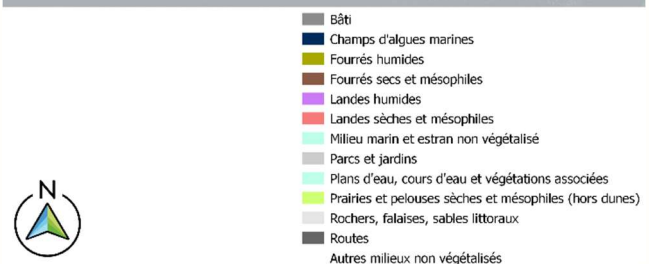 Bâti
Champs d'algues marines
Fourrés humides
Fourrés secs et mésophiles
Landes humides
Landes sèches et mésophiles
Milieu marin et estran non végétalisé
Parcs et jardins
Plans d'eau, cours d'eau et végétations associées
N
Prairies et pelouses sèches et mésophiles (hors dunes)
Rochers, falaises, sables littoraux
Routes
Autres milieux non végétalisés